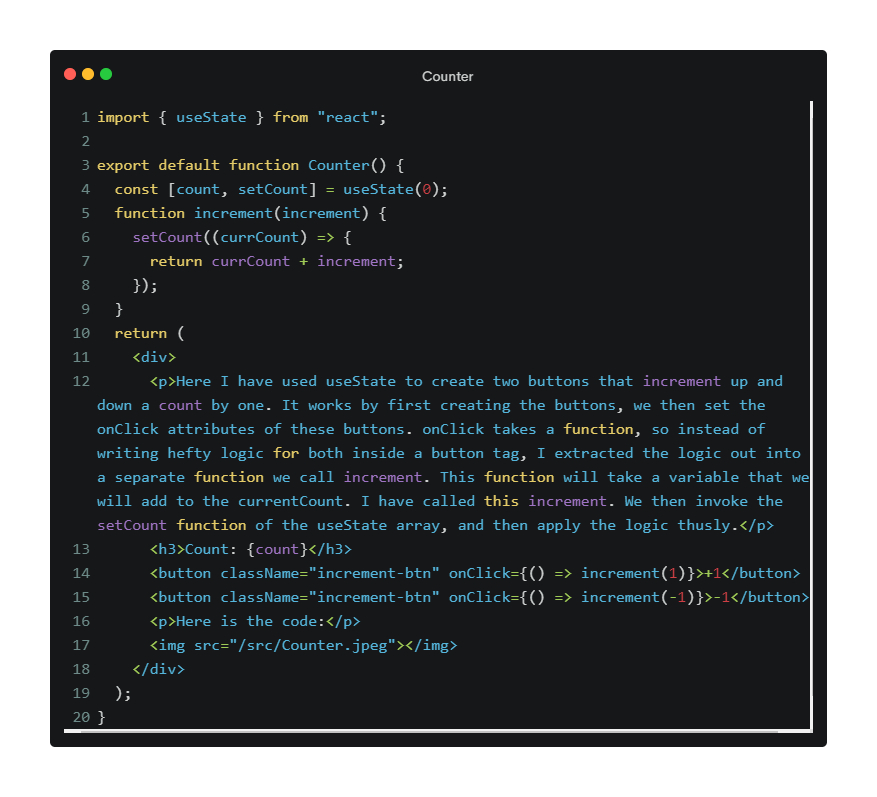 Counter
1 import { useState } from "react";
2
3 export default function Counter() {
4   const [count, setCount] = useState(0);
5   function increment(increment) {
6     setCount((currCount) => {
7       return currCount + increment;
8     });
9   }
10   return (
11     <div>
12       <p>Here I have used useState to create two buttons that increment up and
down a count by one. It works by first creating the buttons, we then set the
onClick attributes of these buttons. onClick takes a function, so instead of
writing hefty logic for both inside a button tag, I extracted the logic out into
a separate function we call increment. This function will take a variable that we
will add to the currentCount. I have called this increment. We then invoke the
setCount function of the useState array, and then apply the logic thusly.</p>
13       <h3>Count: {count}</h3>
14       <button className="increment-btn" onClick={() => increment(1)}>+1</button>
15       <button className="increment-btn" onClick={() => increment(-1)}>-1</button>
16       <p>Here is the code:</p>
17       <img src="/src/Counter.jpeg"></img>
18     </div>
19   );
20 }